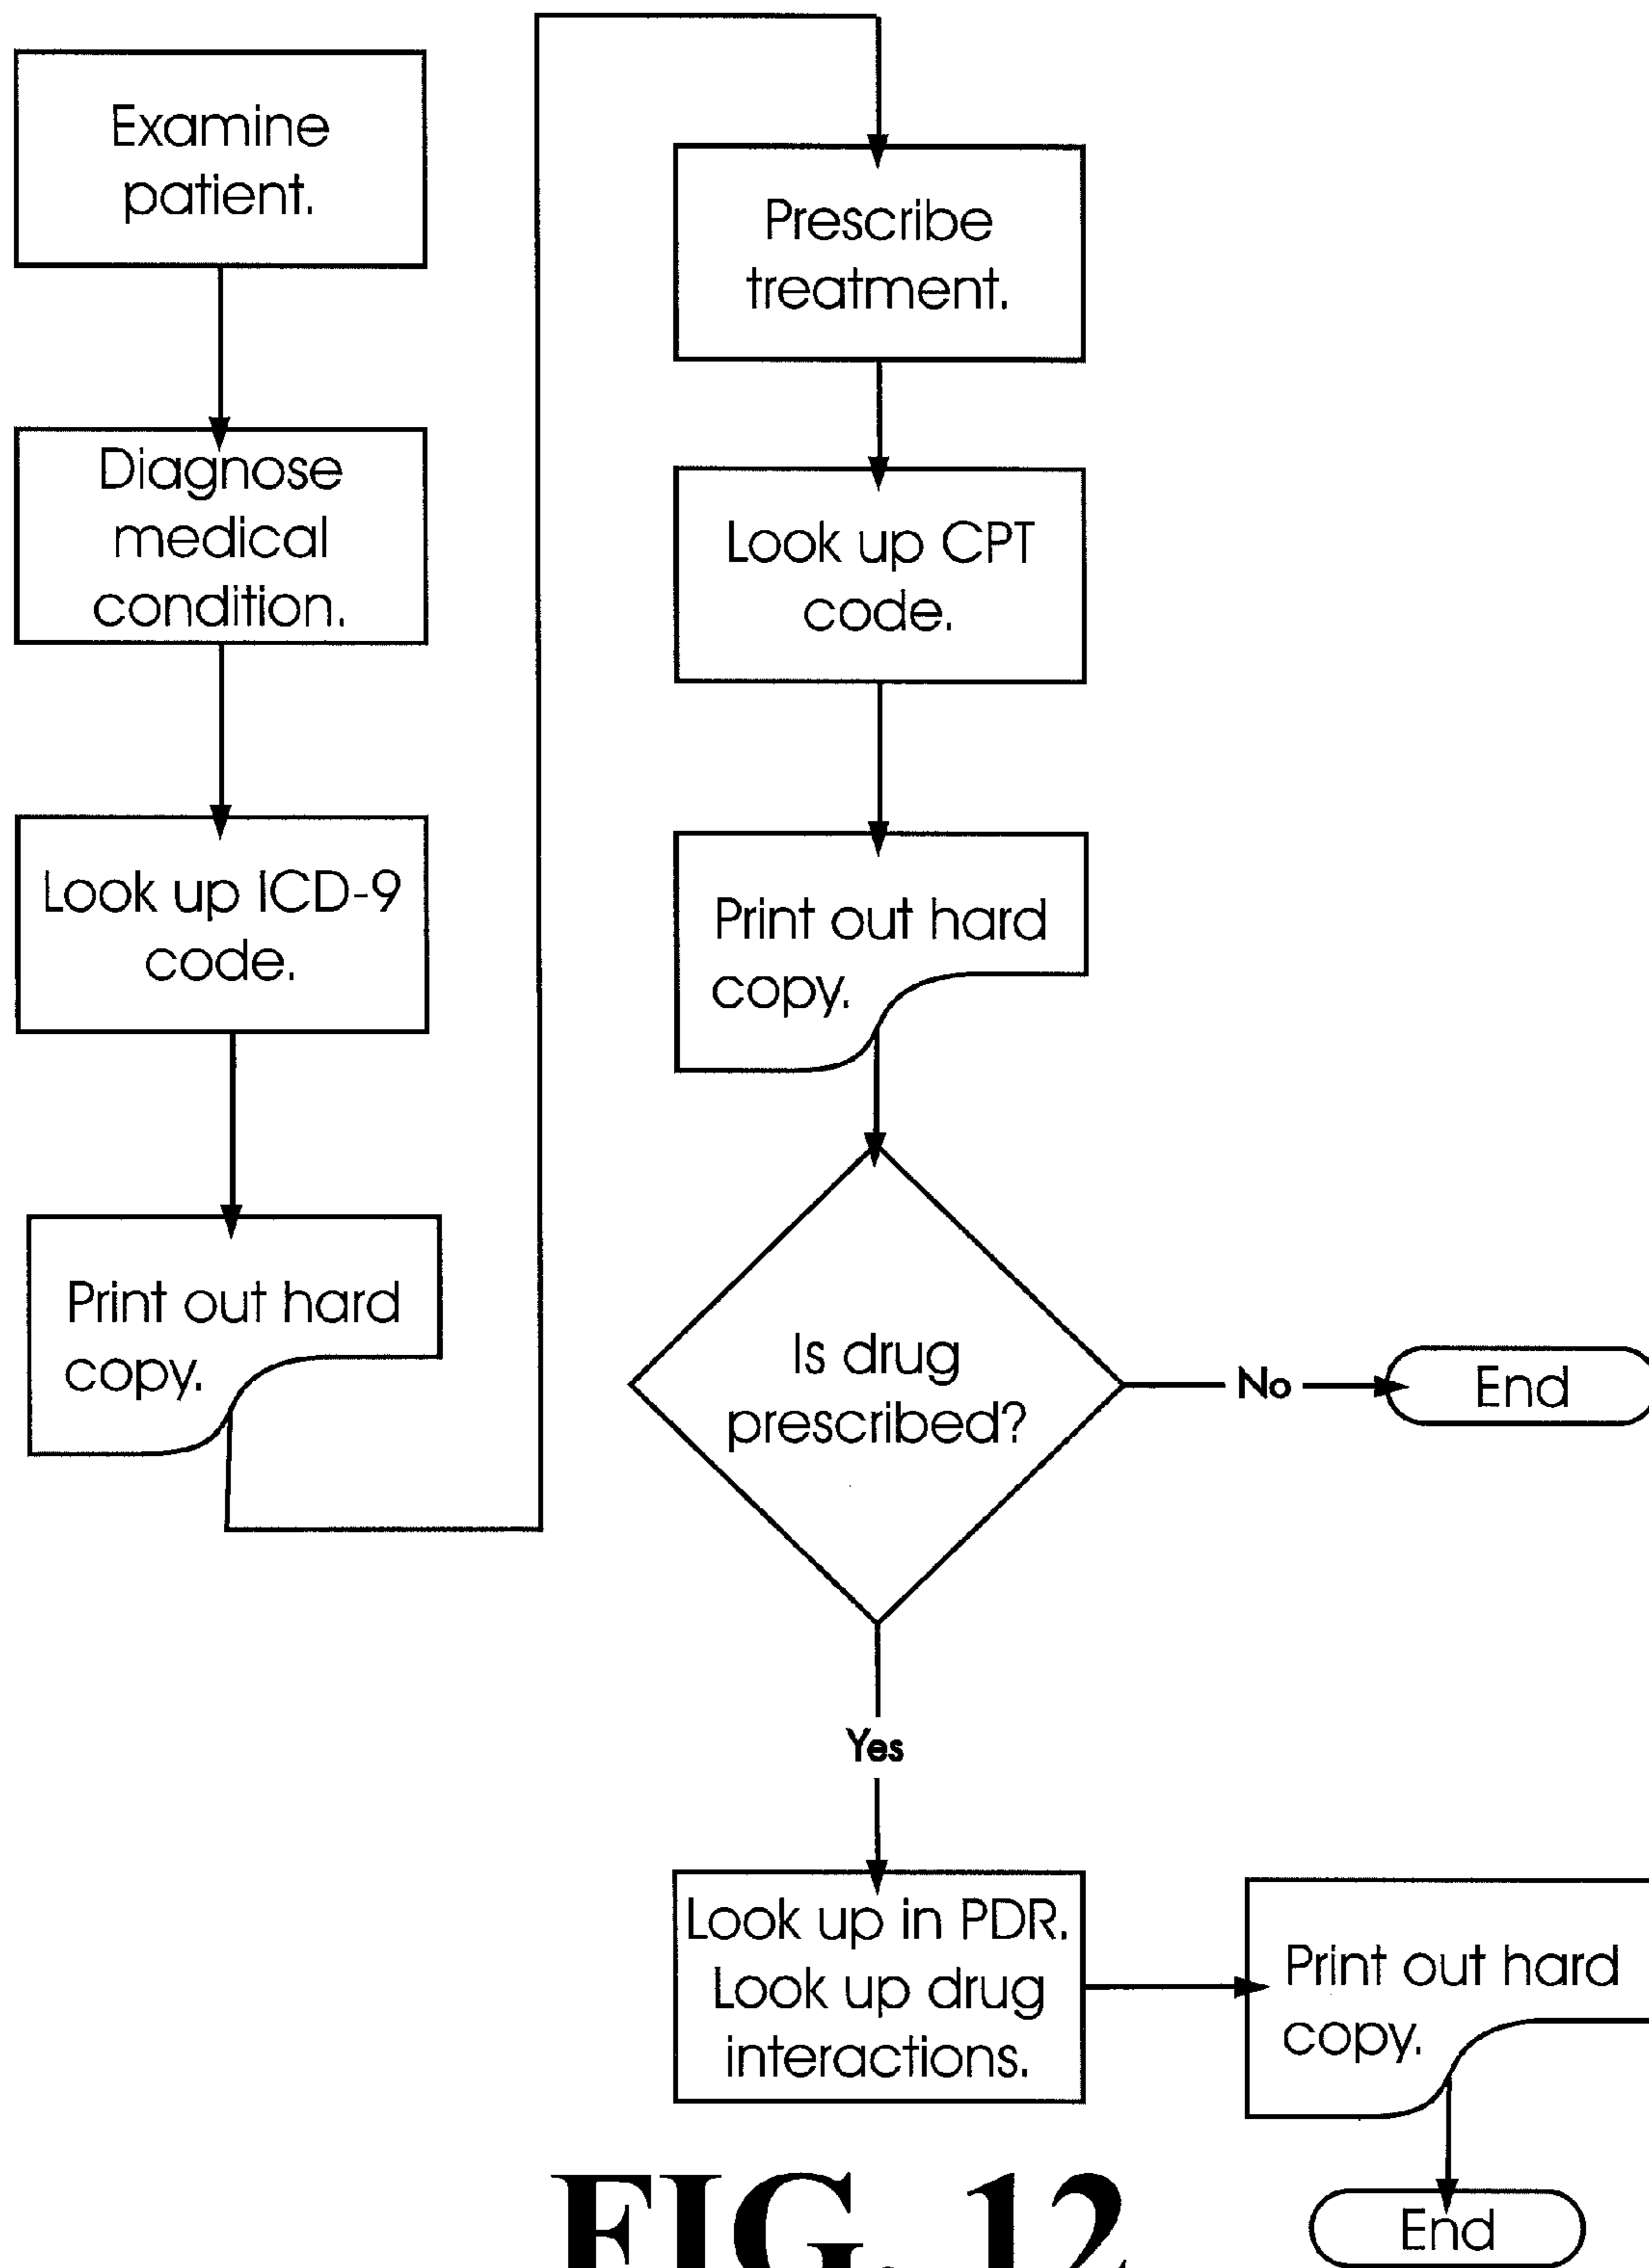 Examine
patient.
Diagnose
medical
condition.
Look up ICD-9
code.
Print out hard
copy.
Prescribe
treatment.
Look up CPT
code.
Print out hard
copy.
Is drug
prescribed?
No
End
Yes
Look up in PDR.
Look up drug
interactions.
Print out hard
copy.
End
FIG. 12